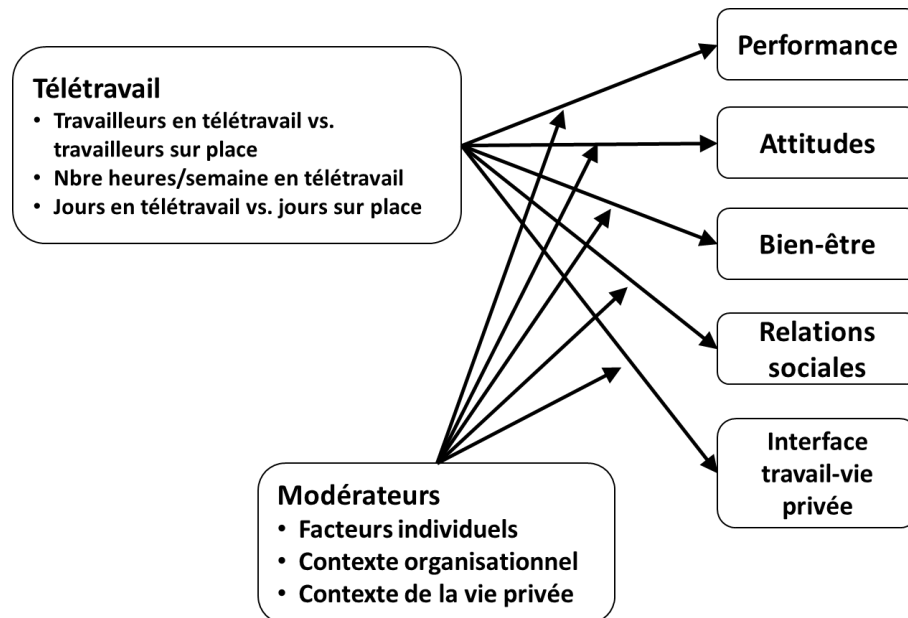 Télétravail
• Travailleurs en télétravail vs.
travailleurs sur place
• Nbre heures/semaine en télétravail
• Jours en télétravail vs. jours sur place
Performance
Attitudes
Bien-être
Relations
sociales
Interface
travail-vie
privée
Modérateurs
• Facteurs individuels
• Contexte organisationnel
• Contexte de la vie privée